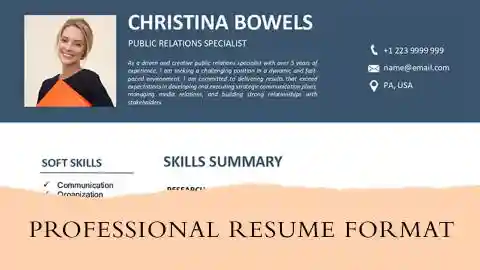 CHRISTINA BOWELS
PUBLIC RELATIONS SPECIALIST
As a driven and creative public relations specialist with over 5 years of
experience, I am seeking a challenging position in a dynamic and fast-
paced environment. I am committed to delivering results that exceed
expectations in developing and executing strategic communication plans,
managing media relations, and building strong relationships with
stakeholders
+1 223 9999 999
name@email.com
PA, USA
SOFT SKILLS
✓ Communication
✓ Organization
SKILLS SUMMARY
RESEARCH
PROFESSIONAL RESUME FORMAT